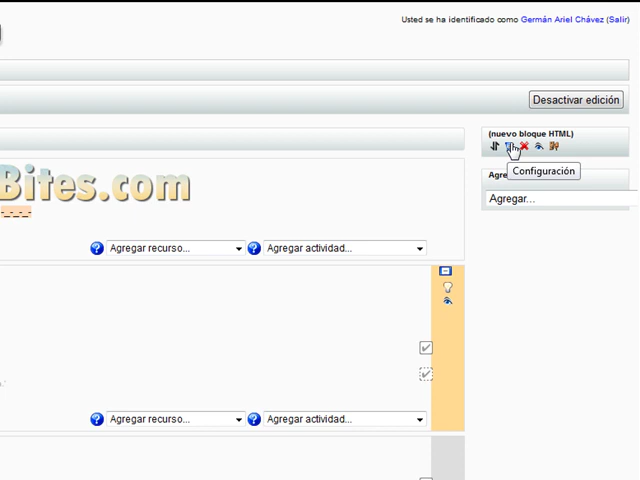 Usted se ha identificado como Germán Ariel Chávez (Salir)
Desactivar edición
(nuevo bloque HTML)
Configuración
Agre
Agregar...
Bites.com
Agregar recurso... Agregar actividad...
Agregar recurso... Agregar actividad...